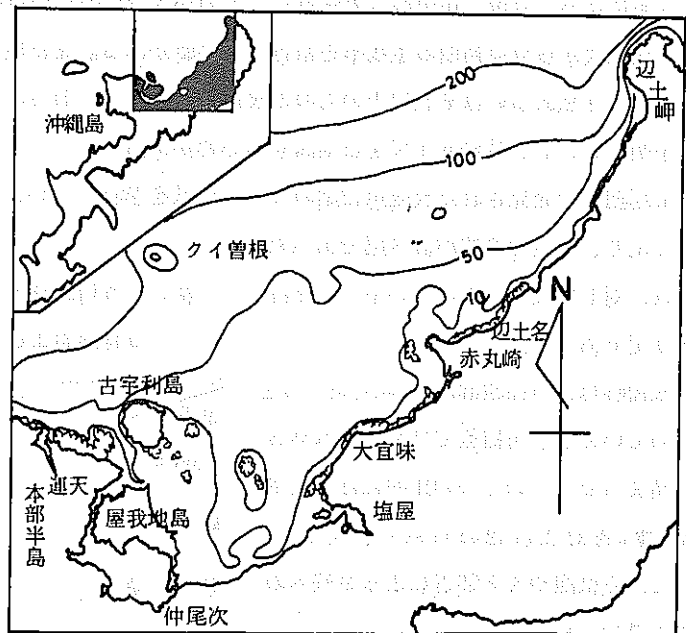 沖縄島
200
辺土岬
100
クイ曽根
50
10
N
辺土名
赤丸崎
古宇利島
大宜味
運天
塩屋
本部半島
屋我地島
仲尾次